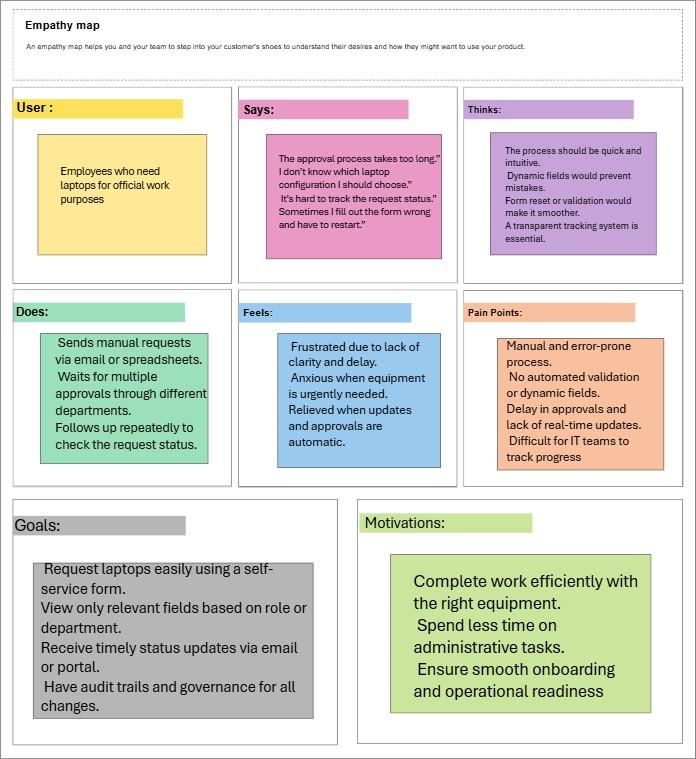 Empathy map
An empathy map helps you and your team to step into your customer's shoes to understand their desires and how they might want to use your product.
User :
Employees who need
laptops for official work
purposes
Says:
The approval process takes too long.”
I don’t know which laptop
configuration I should choose.”
It’s hard to track the request status.”
Sometimes I fill out the form wrong
and have to restart.”
Thinks:
The process should be quick and
intuitive.
Dynamic fields would prevent
mistakes.
Form reset or validation would
make it smoother.
A transparent tracking system is
essential.
Does:
Sends manual requests
via email or spreadsheets.
Waits for multiple
approvals through different
departments.
Follows up repeatedly to
check the request status.
Feels:
Frustrated due to lack of
clarity and delay.
Anxious when equipment
is urgently needed.
Relieved when updates
and approvals are
automatic.
Pain Points:
Manual and error-prone
process.
No automated validation
or dynamic fields.
Delay in approvals and
lack of real-time updates.
Difficult for IT teams to
track progress
Goals:
Request laptops easily using a self-
service form.
View only relevant fields based on role or
department.
Receive timely status updates via email
or portal.
Have audit trails and governance for all
changes.
Motivations:
Complete work efficiently with
the right equipment.
Spend less time on
administrative tasks.
Ensure smooth onboarding
and operational readiness